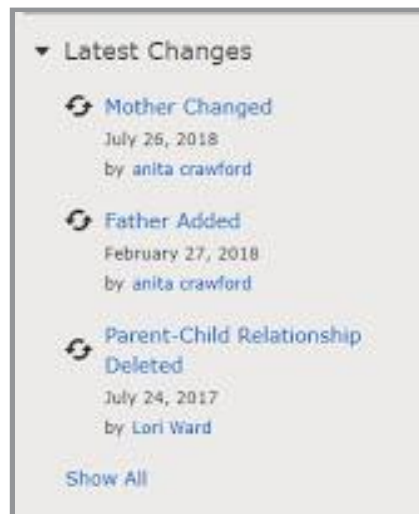 Latest Changes
Mother Changed
July 26, 2018
by anita crawford
Father Added
February 27, 2018
by anita crawford
Parent-Child Relationship
Deleted
July 24, 2017
by Lori Ward
Show All